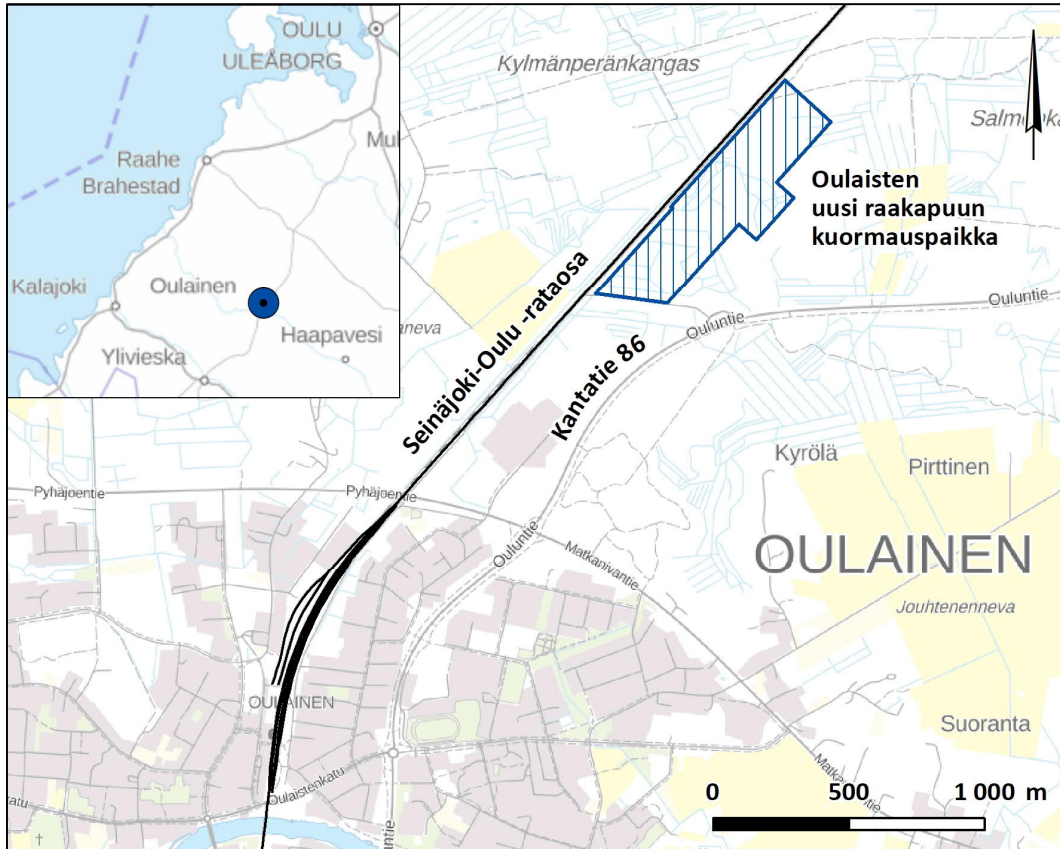 OULU
ULEÅBORG
Raahe
Brahestad
Kalajoki
Oulainen
Haapavesi
Ylivieska
Kylmänperänkangas
Oulaisten
uusi raakapuun
kuormauspaikka
Seinäjoki-Oulu -rataosa
Kantatie 86
Ouluntie
Ouluntie
Pyhäjoentie
Pyhäjoentie
Ouluntie
Matkanivantie
Kyrölä
Pirttinen
OULAINEN
Jouhtenenneva
Suoranta
OULAINEN
Oulaistenkatu
0 500 1 000 m